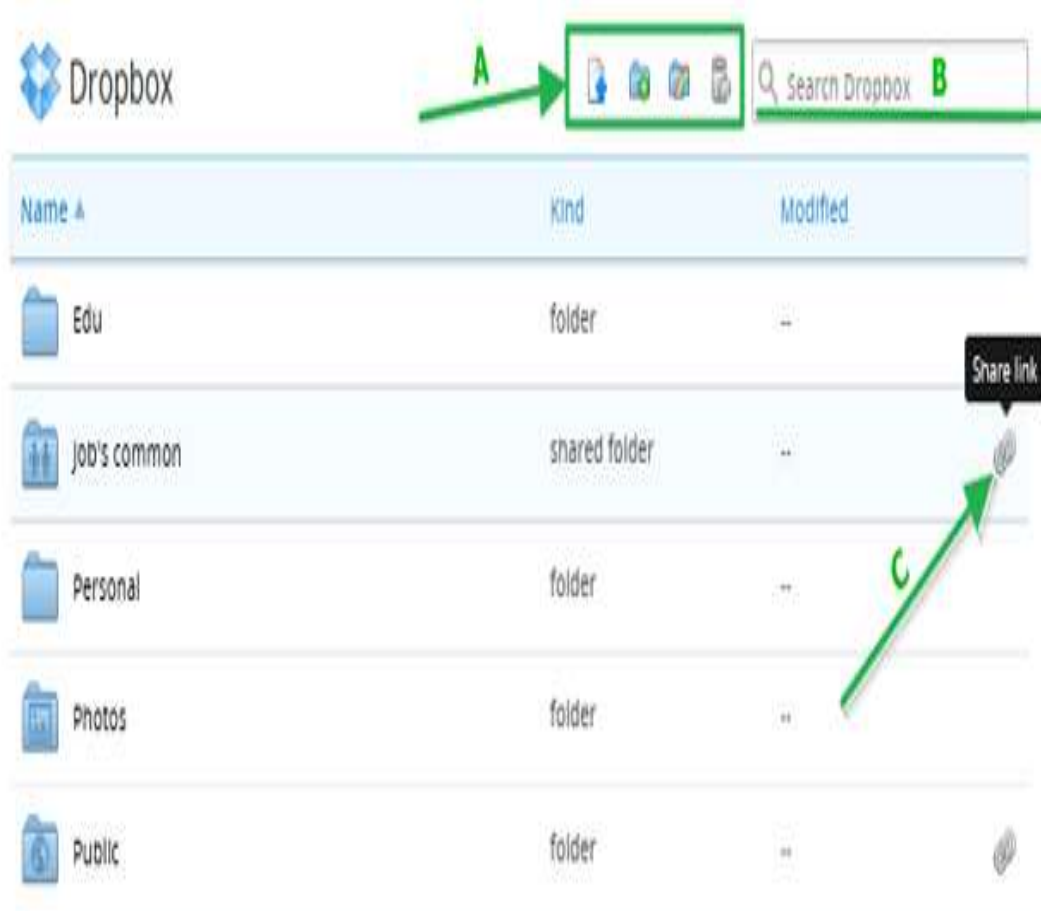 Dropbox
A
Search Dropbox B
Name Kind Modified
Edu folder --
Share link
Job's common shared folder --
Personal folder --
C
Photos folder --
Public folder --